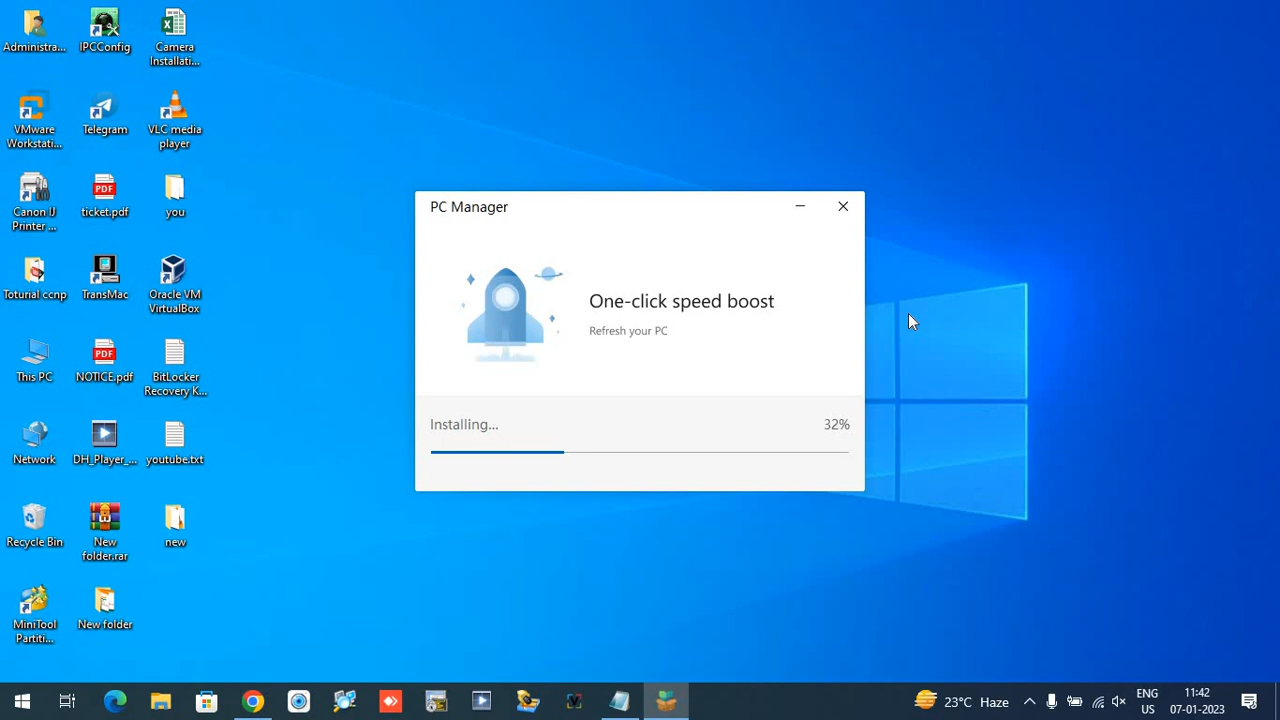 Administra...
IPCConfig
Camera
Installati...
VMware
Workstati...
Telegram
VLC media
player
Canon IJ
Printer ...
PDF
ticket.pdf
you
Toturial ccnp
TransMac
Oracle VM
VirtualBox
This PC
PDF
NOTICE.pdf
BitLocker
Recovery K...
Network
DH_Player_...
youtube.txt
Recycle Bin
New
folder.rar
new
MiniTool
Partiti...
New folder
PC Manager
One-click speed boost
Refresh your PC
Installing...
32%
23°C Haze
ENG
US
11:42
07-01-2023